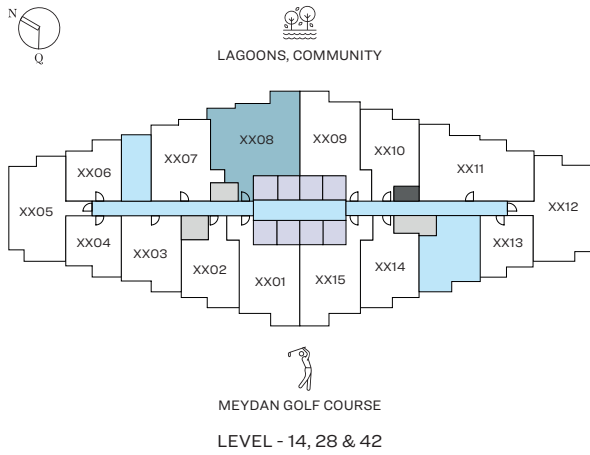 N
Q
LAGOONS, COMMUNITY
XX08
XX09
XX07
XX10
XX06
XX11
XX05
XX12
XX04
XX03
XX02
XX01
XX15
XX14
XX13
MEYDAN GOLF COURSE
LEVEL - 14, 28 & 42